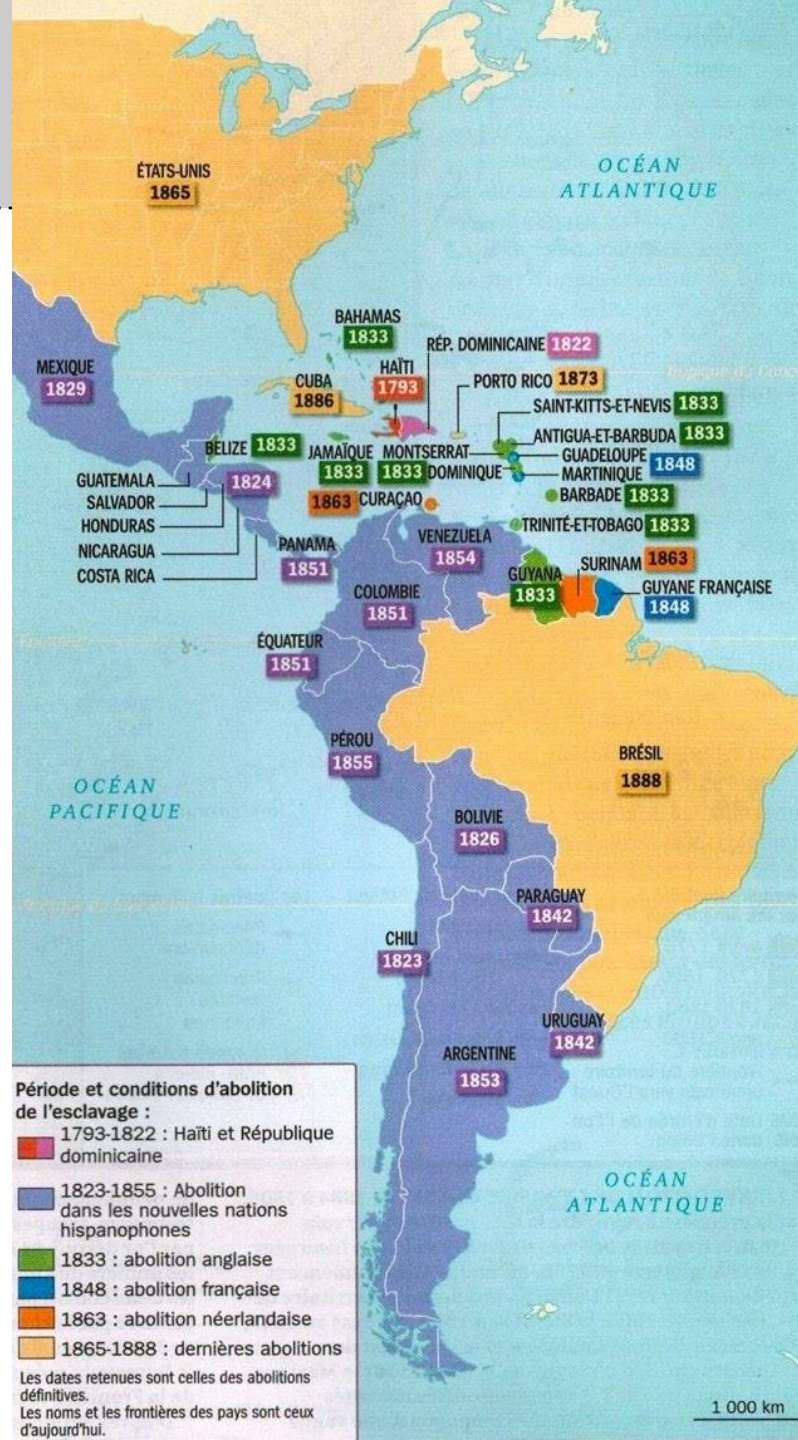 ÉTATS-UNIS
1865
OCÉAN
ATLANTIQUE
BAHAMAS
1833
RÉP. DOMINICAINE 1822
MEXIQUE
1829
CUBA
1886
HAÏTI
1793
PORTO RICO 1873
SAINT-KITTS-ET-NEVIS 1833
ANTIGUA-ET-BARBUDA 1833
BELIZE 1833
JAMAÏQUE
1833
MONTSERRAT
1833
DOMINIQUE
GUADELOUPE
MARTINIQUE
1848
GUATEMALA
SALVADOR
HONDURAS
NICARAGUA
COSTA RICA
1824
1863 CURAÇAO
BARBADE 1833
TRINITÉ-ET-TOBAGO 1833
PANAMA
1851
VENEZUELA
1854
GUYANA
1833
SURINAM 1863
GUYANE FRANÇAISE
1848
COLOMBIE
1851
ÉQUATEUR
1851
PÉROU
1855
BRÉSIL
1888
OCÉAN
PACIFIQUE
BOLIVIE
1826
PARAGUAY
1842
CHILI
1823
URUGUAY
1842
ARGENTINE
1853
OCÉAN
ATLANTIQUE
Période et conditions d'abolition
de l'esclavage :
1793-1822 : Haïti et République
dominicaine
1823-1855 : Abolition
dans les nouvelles nations
hispanophones
1833 : abolition anglaise
1848 : abolition française
1863 : abolition néerlandaise
1865-1888 : dernières abolitions
Les dates retenues sont celles des abolitions
définitives.
Les noms et les frontières des pays sont ceux
d'aujourd'hui.
1 000 km